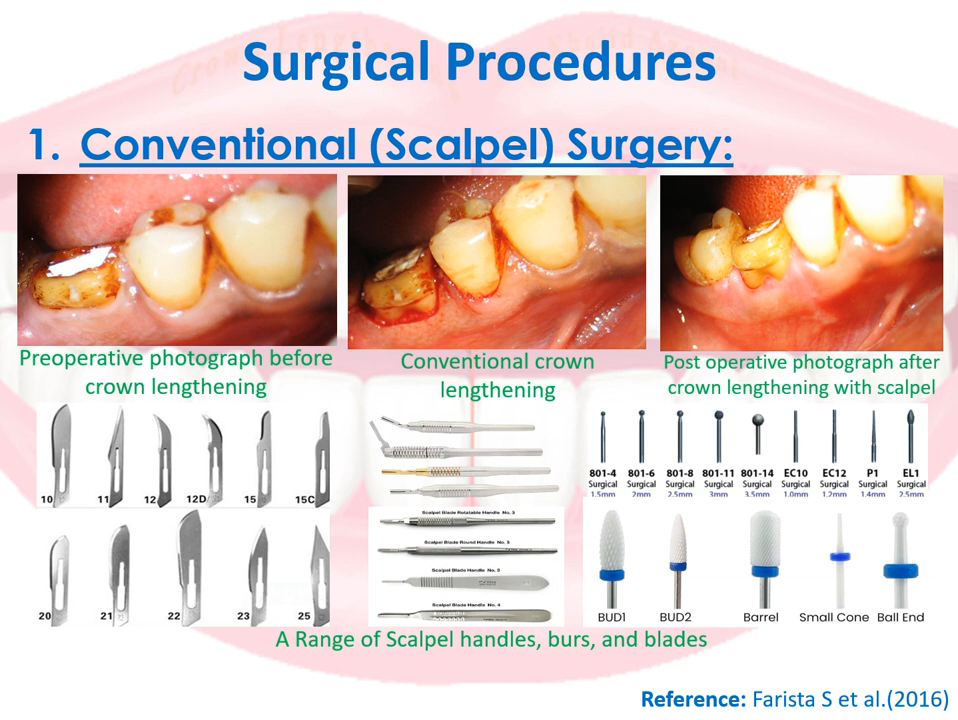 Surgical Procedures
1. Conventional (Scalpel) Surgery:
Preoperative photograph before
crown lengthening
Conventional crown
lengthening
Post operative photograph after
crown lengthening with scalpel
10 11 12 12D 15 15C
20 21 22 23 25
Scalpel Blade Rotatable Handle No. 3
Scalpel Blade Round Handle No. 3
Scalpel Blade Handle No. 4
801-4 801-6 801-8 801-11 801-14 EC10 EC12 P1 EL1
Surgical Surgical Surgical Surgical Surgical Surgical Surgical Surgical Surgical
1.5mm 2mm 2.5mm 3mm 3.5mm 1.0mm 1.2mm 1.4mm 2.5mm
BUD1 BUD2 Barrel Small Cone Ball End
A Range of Scalpel handles, burs, and blades
Reference: Farista S et al.(2016)